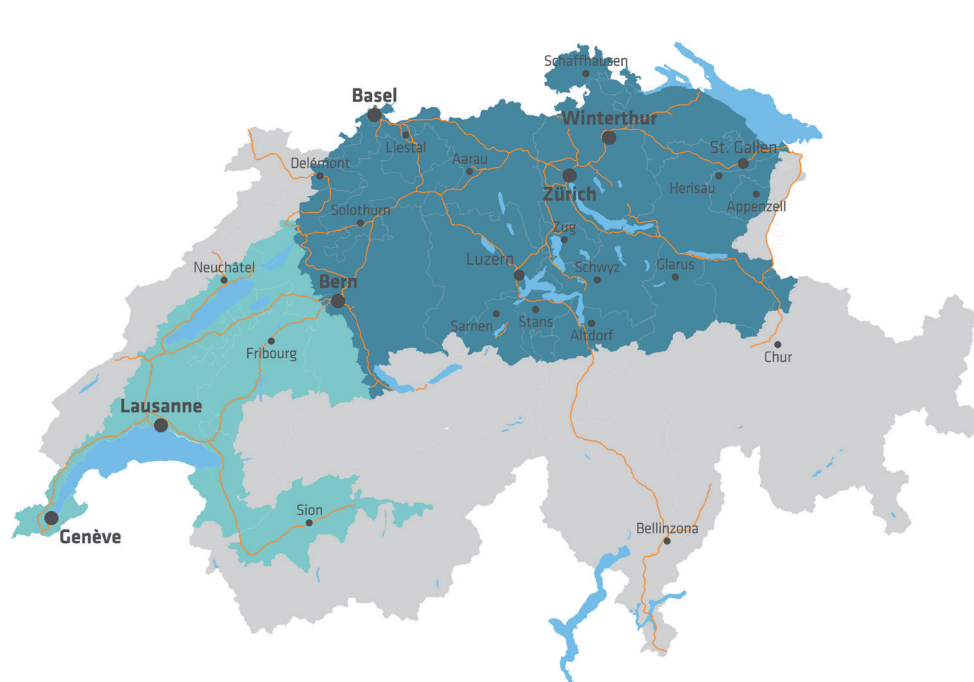 Schaffhausen
Basel
Winterthur
Liestal
St. Gallen
Delémont
Aarau
Zürich
Herisau
Appenzell
Solothurn
Zug
Neuchâtel
Bern
Luzern
Schwyz
Glarus
Sarnen
Stans
Altdorf
Fribourg
Chur
Lausanne
Sion
Genève
Bellinzona